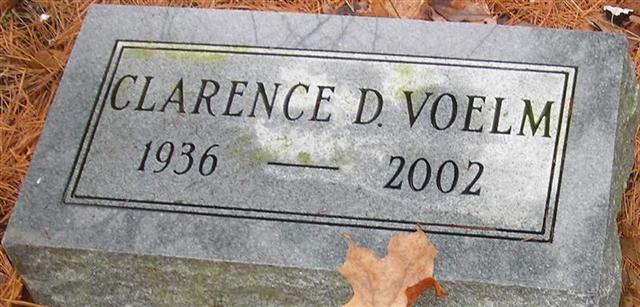 CLARENCE D. VOELM
1936 — 2002